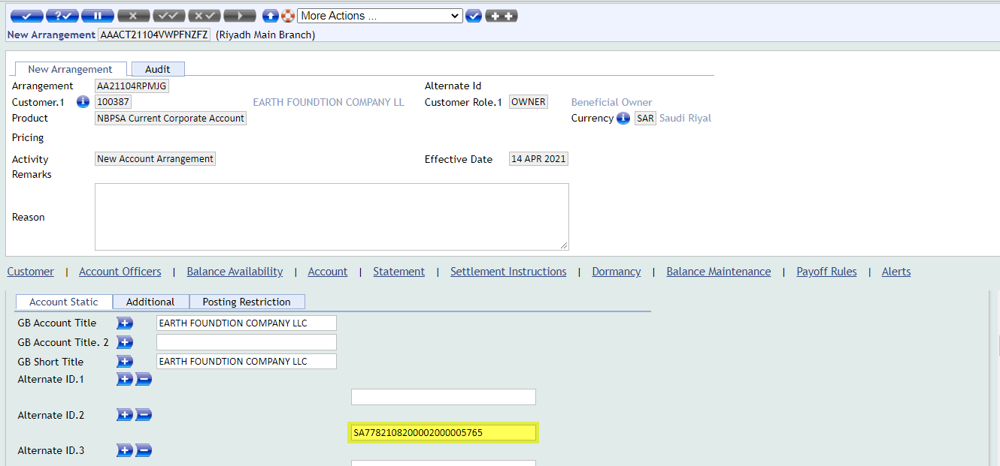 More Actions ...
New Arrangement AAACT21104VWPFNZFZ (Riyadh Main Branch)
New Arrangement Audit
Arrangement AA21104RPMJG Alternate Id
Customer.1 100387 EARTH FOUNDTION COMPANY LL Customer Role.1 OWNER Beneficial Owner
Product NBPSA Current Corporate Account Currency SAR Saudi Riyal
Pricing
Activity New Account Arrangement Effective Date 14 APR 2021
Remarks
Reason
Customer | Account Officers | Balance Availability | Account | Statement | Settlement Instructions | Dormancy | Balance Maintenance | Payoff Rules | Alerts
Account Static Additional Posting Restriction
GB Account Title EARTH FOUNDTION COMPANY LLC
GB Account Title. 2
GB Short Title EARTH FOUNDTION COMPANY LLC
Alternate ID.1
Alternate ID.2
SA7782108200002000005765
Alternate ID.3